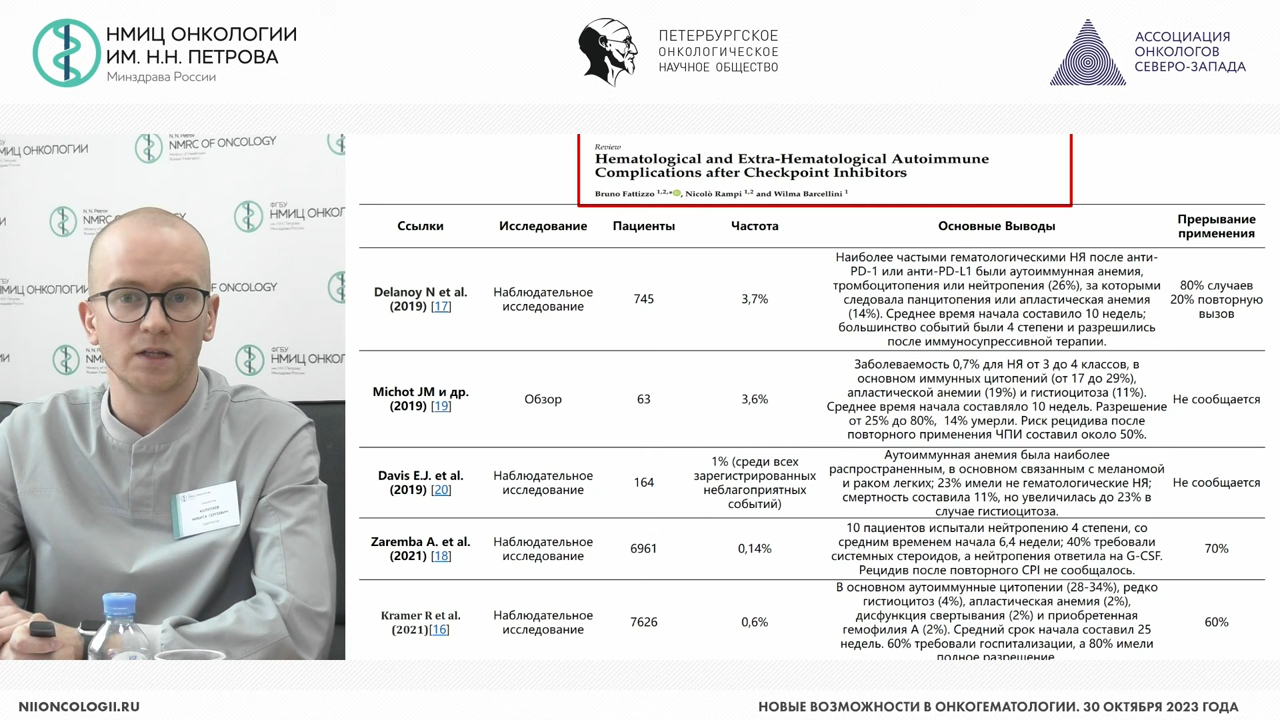 НМИЦ ОНКОЛОГИИ
ИМ. Н.Н. ПЕТРОВА
Минздрава России
ПЕТЕРБУРГСКОЕ
ОНКОЛОГИЧЕСКОЕ
НАУЧНОЕ ОБЩЕСТВО
АССОЦИАЦИЯ
ОНКОЛОГОВ
СЕВЕРО-ЗАПАДА
NMRC OF ONCOLOGY
Review
Hematological and Extra-Hematological Autoimmune
Complications after Checkpoint Inhibitors
Bruno Fattizzo 1,2,*, Nicolò Rampi 1,2 and Wilma Barcellini 1
Ссылки Исследование Пациенты Частота Основные Выводы Прерывание
применения
Delanoy N et al.
(2019) [17]
Наблюдательное
исследование
745
3,7%
Наиболее частыми гематологическими НЯ после анти-
PD-1 или анти-PD-L1 были аутоиммунная анемия,
тромбоцитопения или нейтропения (26%), за которыми
следовала панцитопения или апластическая анемия
(14%). Среднее время начала составило 10 недель;
большинство событий были 4 степени и разрешились
после иммуносупрессивной терапии.
80% случаев
20% повторную
вызов
Michot JM и др.
(2019) [19]
Обзор
63
3,6%
Заболеваемость 0,7% для НЯ от 3 до 4 классов, в
основном иммунных цитопений (от 17 до 29%),
апластической анемии (19%) и гистиоцитоза (11%).
Среднее время начала составляло 10 недель. Разрешение
от 25% до 80%, 14% умерли. Риск рецидива после
повторного применения ЧПИ составил около 50%.
Не сообщается
Davis E.J. et al.
(2019) [20]
Наблюдательное
исследование
164
1% (среди всех
зарегистрированных
неблагоприятных
событий)
Аутоиммунная анемия была наиболее
распространенным, в основном связанным с меланомой
и раком легких; 23% имели не гематологические НЯ;
смертность составила 11%, но увеличилась до 23% в
случае гистиоцитоза.
Не сообщается
Zaremba A. et al.
(2021) [18]
Наблюдательное
исследование
6961
0,14%
10 пациентов испытали нейтропению 4 степени, со
средним временем начала 6,4 недели; 40% требовали
системных стероидов, а нейтропения ответила на G-CSF.
Рецидив после повторного CPI не сообщалось.
70%
Kramer R et al.
(2021)[16]
Наблюдательное
исследование
7626
0,6%
В основном аутоиммунные цитопении (28-34%), редко
гистиоцитоз (4%), апластическая анемия (2%),
дисфункция свертывания (2%) и приобретенная
гемофилия А (2%). Средний срок начала составил 25
недель. 60% требовали госпитализации, а 80% имели
полное разрешение.
60%
NIIONCOLOGII.RU
НОВЫЕ ВОЗМОЖНОСТИ В ОНКОГЕМАТОЛОГИИ. 30 ОКТЯБРЯ 2023 ГОДА